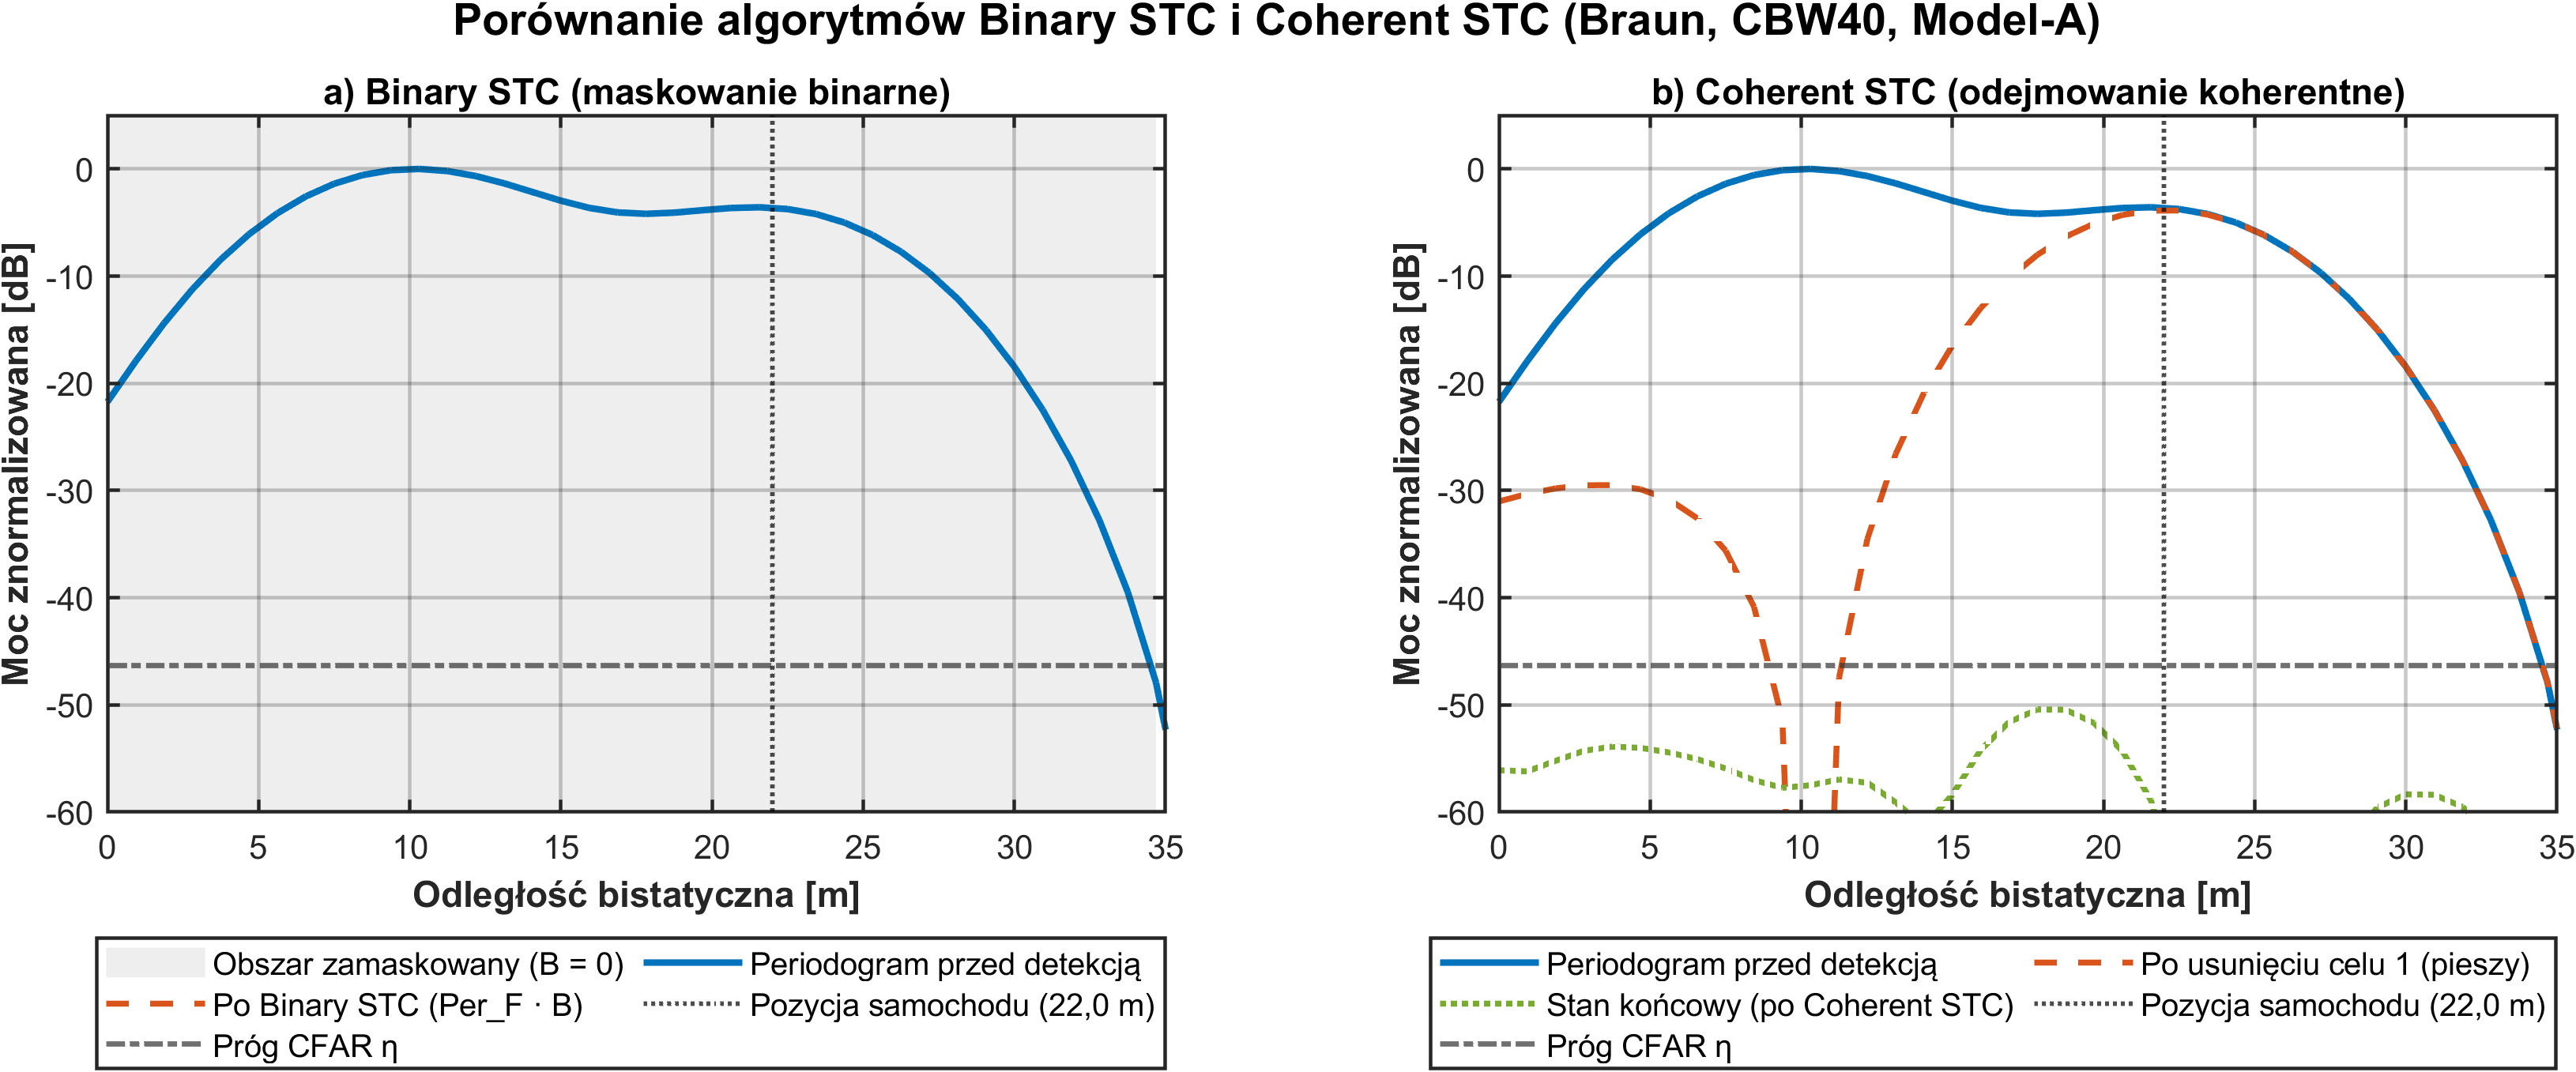 Porównanie algorytmów Binary STC i Coherent STC (Braun, CBW40, Model-A)
a) Binary STC (maskowanie binarne)
Moc znormalizowana [dB]
0
-10
-20
-30
-40
-50
-60
0 5 10 15 20 25 30 35
Odległość bistatyczna [m]
Obszar zamaskowany (B = 0)
Periodogram przed detekcją
Po Binary STC (Per_F · B)
Pozycja samochodu (22,0 m)
Próg CFAR η
b) Coherent STC (odejmowanie koherentne)
Moc znormalizowana [dB]
0
-10
-20
-30
-40
-50
-60
0 5 10 15 20 25 30 35
Odległość bistatyczna [m]
Periodogram przed detekcją
Po usunięciu celu 1 (pieszy)
Stan końcowy (po Coherent STC)
Pozycja samochodu (22,0 m)
Próg CFAR η